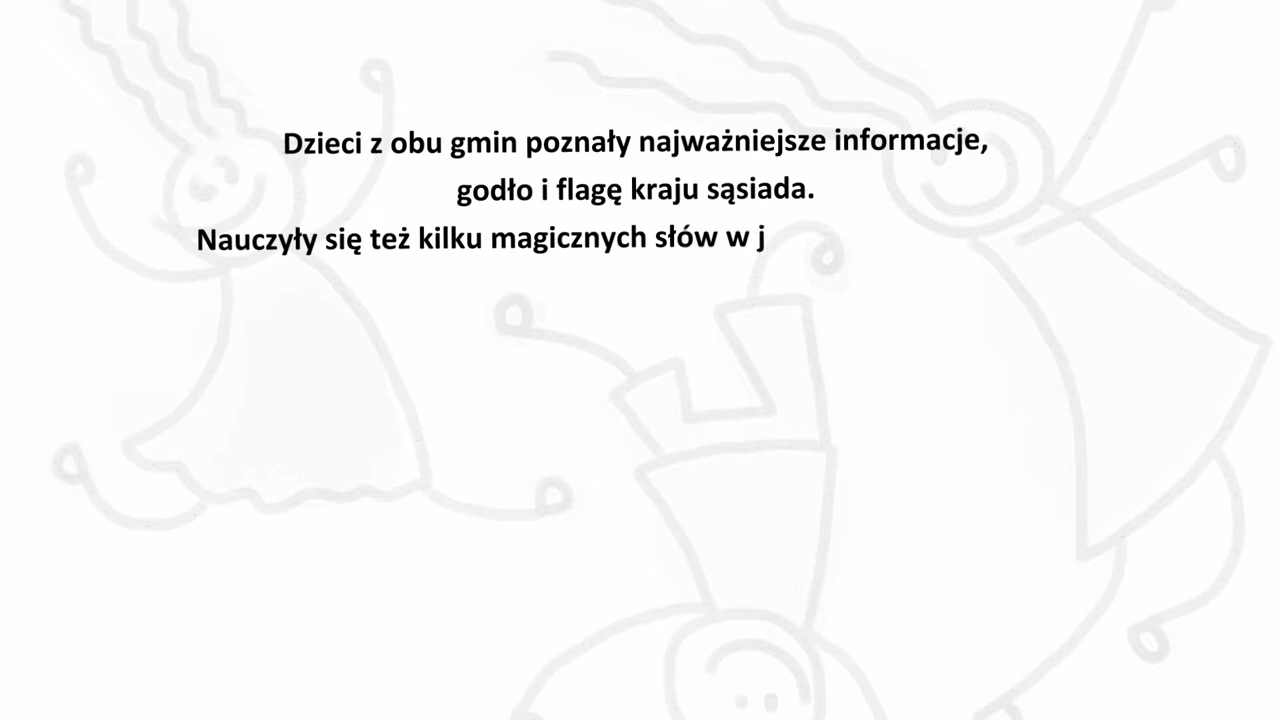 Dzieci z obu gmin poznały najważniejsze informacje,
godło i flagę kraju sąsiada.
Nauczyły się też kilku magicznych słów w j